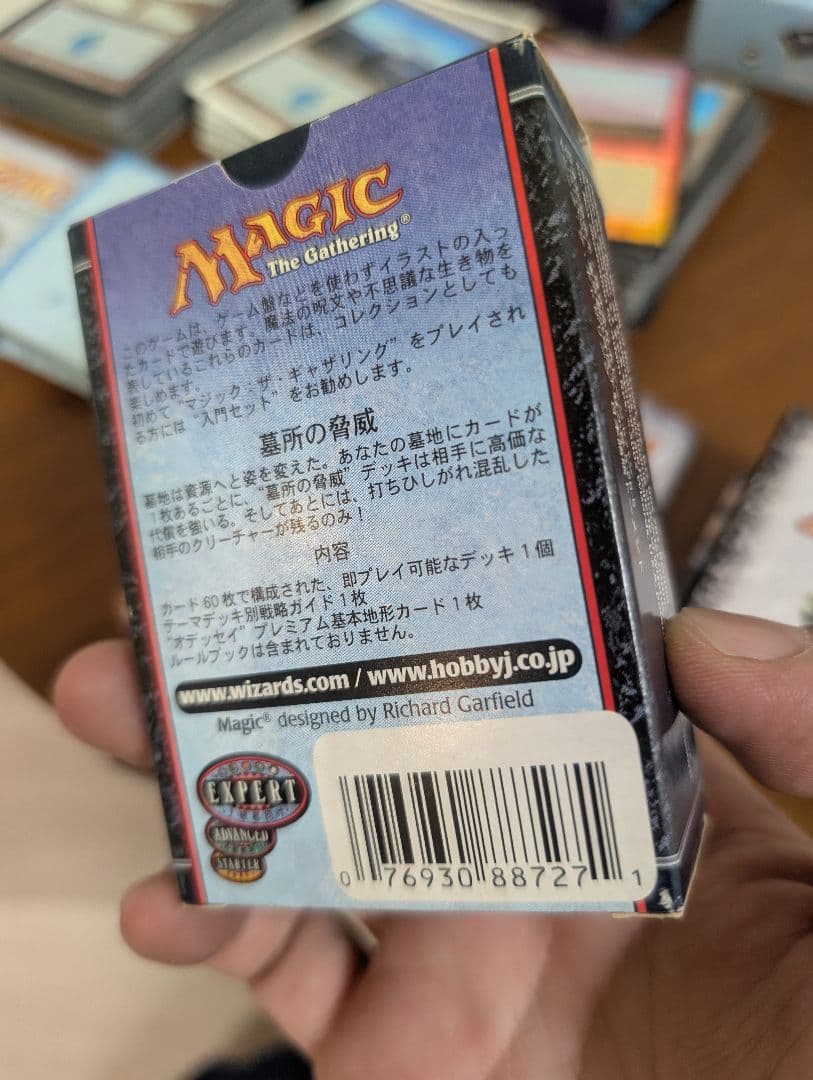 MAGIC
The Gathering®
このゲームは、ゲーム盤などを使わずイラストの入っ
たカードで遊びます。魔法の呪文や不思議な生き物を
表しているこれらのカードは、コレクションとしても
楽しめます。
初めて"マジック・ザ・ギャザリング"をプレイされ
る方には"入門セット"をお勧めします。
墓所の脅威
墓地は資源へと姿を変えた。あなたの墓地にカードが
1枚あるごとに、"墓所の脅威"デッキは相手に高価な
代償を強いる。そしてあとには、打ちひしがれ混乱した
相手のクリーチャーが残るのみ！
内容
カード60枚で構成された、即プレイ可能なデッキ1個
テーマデッキ別戦略ガイド1枚
"オデッセイ"プレミアム基本地形カード1枚
ルールブックは含まれておりません。
www.wizards.com / www.hobbyj.co.jp
Magic® designed by Richard Garfield
EXPERT
ADVANCED
STARTER
0 76930 88727 1